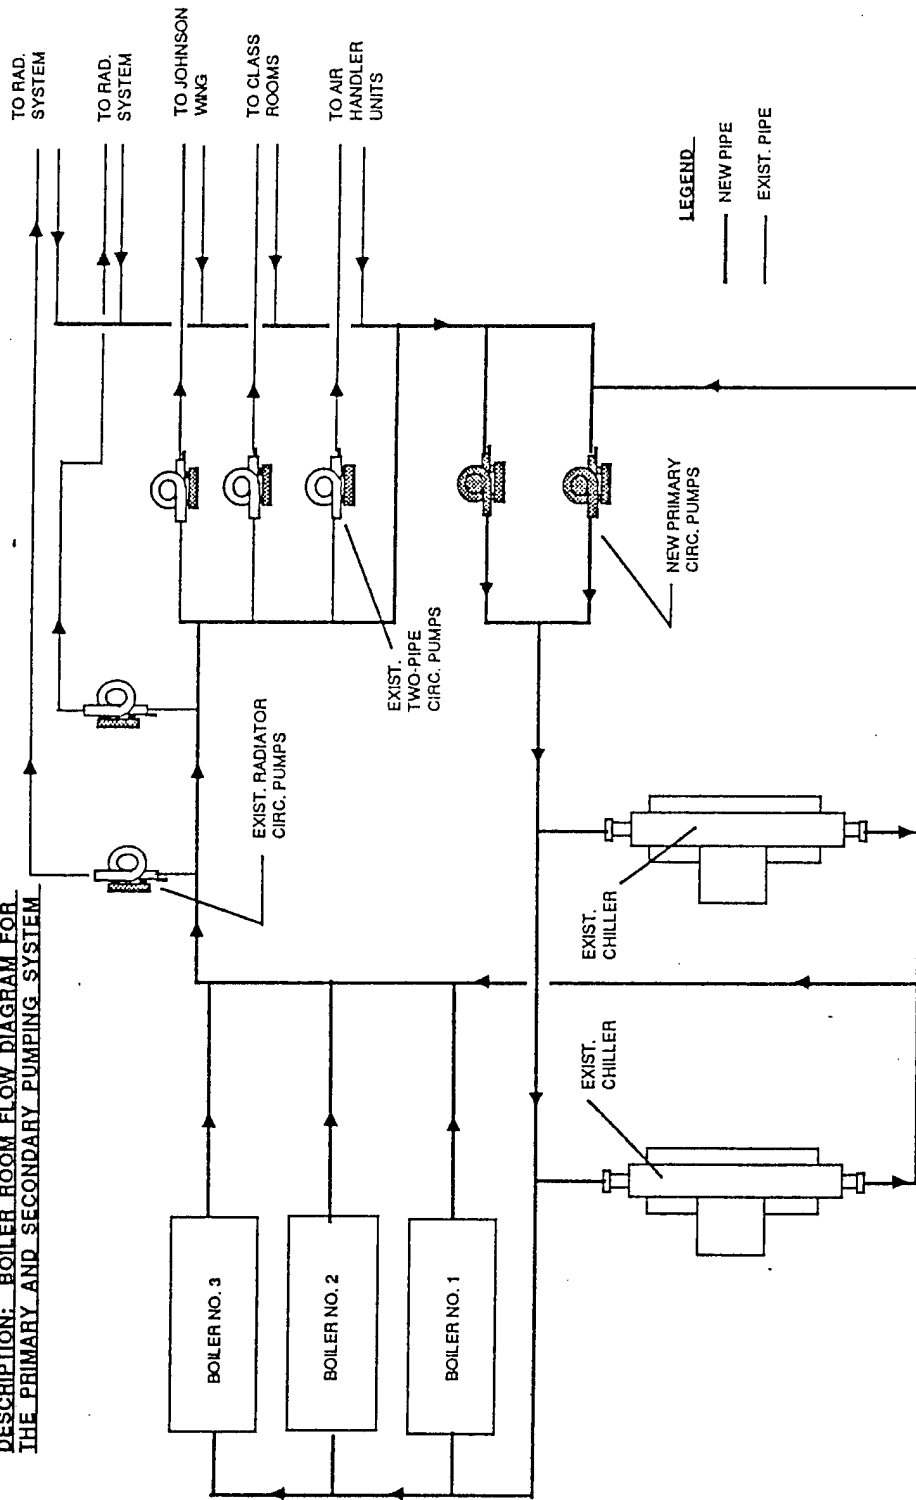 DESCRIPTION: BOILER ROOM FLOW DIAGRAM FOR
THE PRIMARY AND SECONDARY PUMPING SYSTEM
TO RAD.
SYSTEM
TO RAD.
SYSTEM
TO JOHNSON
WING
TO CLASS
ROOMS
TO AIR
HANDLER
UNITS
EXIST. RADIATOR
CIRC. PUMPS
EXIST.
TWO-PIPE
CIRC. PUMPS
NEW PRIMARY
CIRC. PUMPS
BOILER NO. 3
BOILER NO. 2
BOILER NO. 1
EXIST.
CHILLER
EXIST.
CHILLER
LEGEND
NEW PIPE
EXIST. PIPE